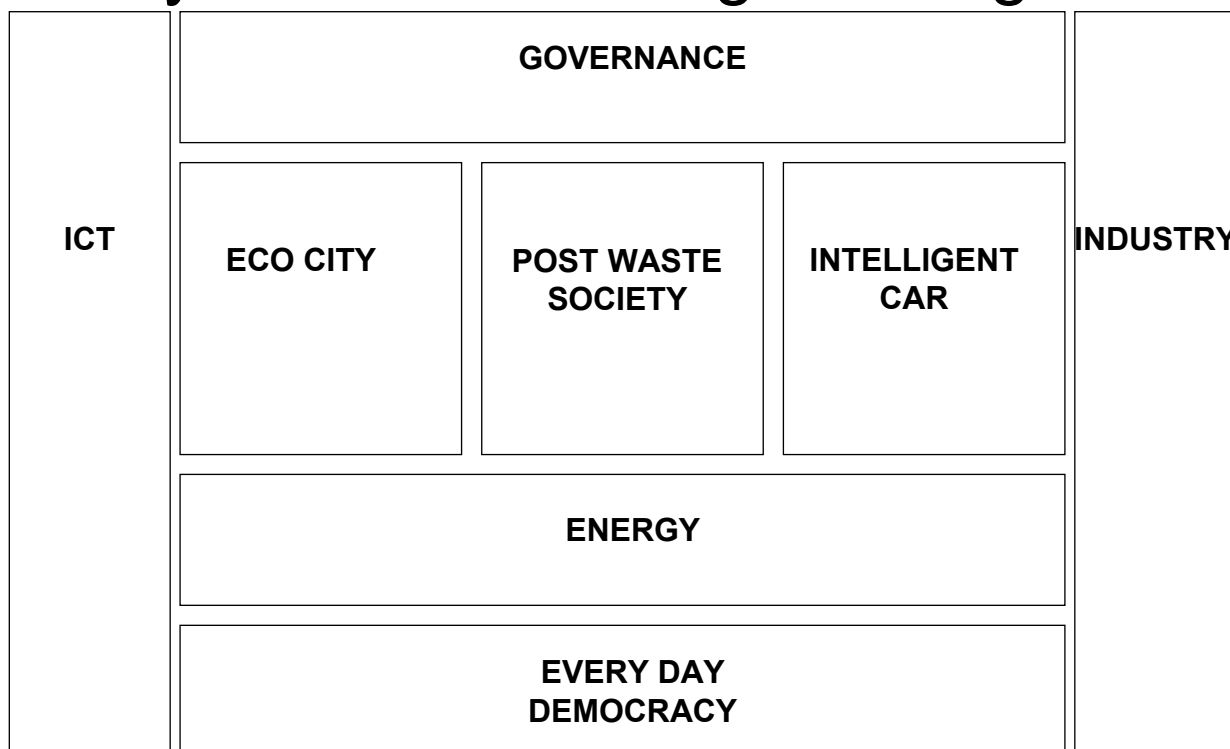 GOVERNANCE
ICT
ECO CITY
POST WASTE
SOCIETY
INTELLIGENT
CAR
INDUSTRY
ENERGY
EVERY DAY
DEMOCRACY